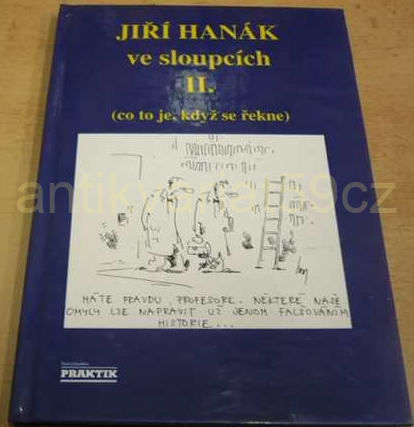 JIŘÍ HANÁK
ve sloupcích
II.
(co to je, když se řekne)
antikvariat59cz
MÁTE PRAVDU, PROFESORE. NĚKTERÉ NAŠE
OMYLY LZE NAPRAVIT UŽ JENOM FALŠOVÁNÍM
HISTORIE...
PRAKTIK